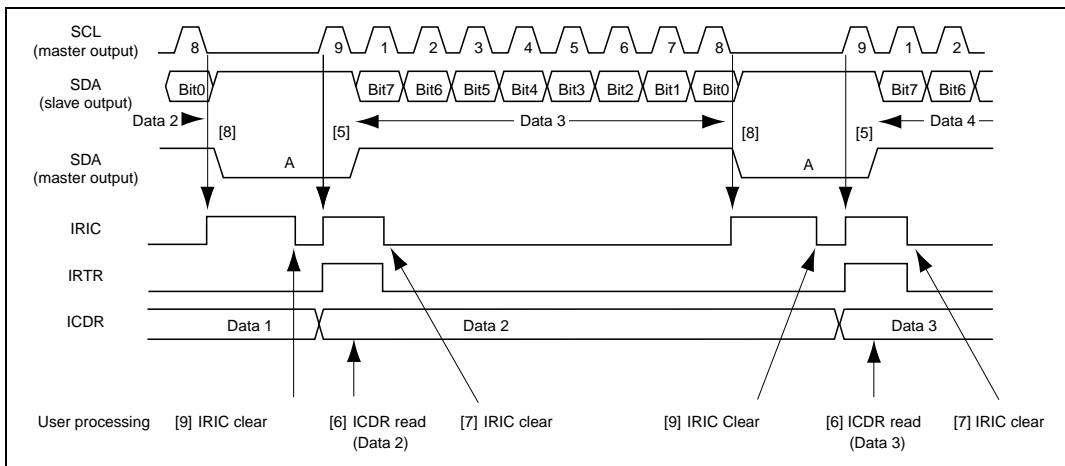 SCL
(master output)
8 9 1 2 3 4 5 6 7 8 9 1 2
SDA
(slave output)
Bit0 Bit7 Bit6 Bit5 Bit4 Bit3 Bit2 Bit1 Bit0 Bit7 Bit6
Data 2 [8] [5] Data 3 [8] [5] Data 4
SDA
(master output)
A A
IRIC
IRTR
ICDR
Data 1 Data 2 Data 3
User processing [9] IRIC clear [6] ICDR read [7] IRIC clear [9] IRIC Clear [6] ICDR read [7] IRIC clear
(Data 2) (Data 3)